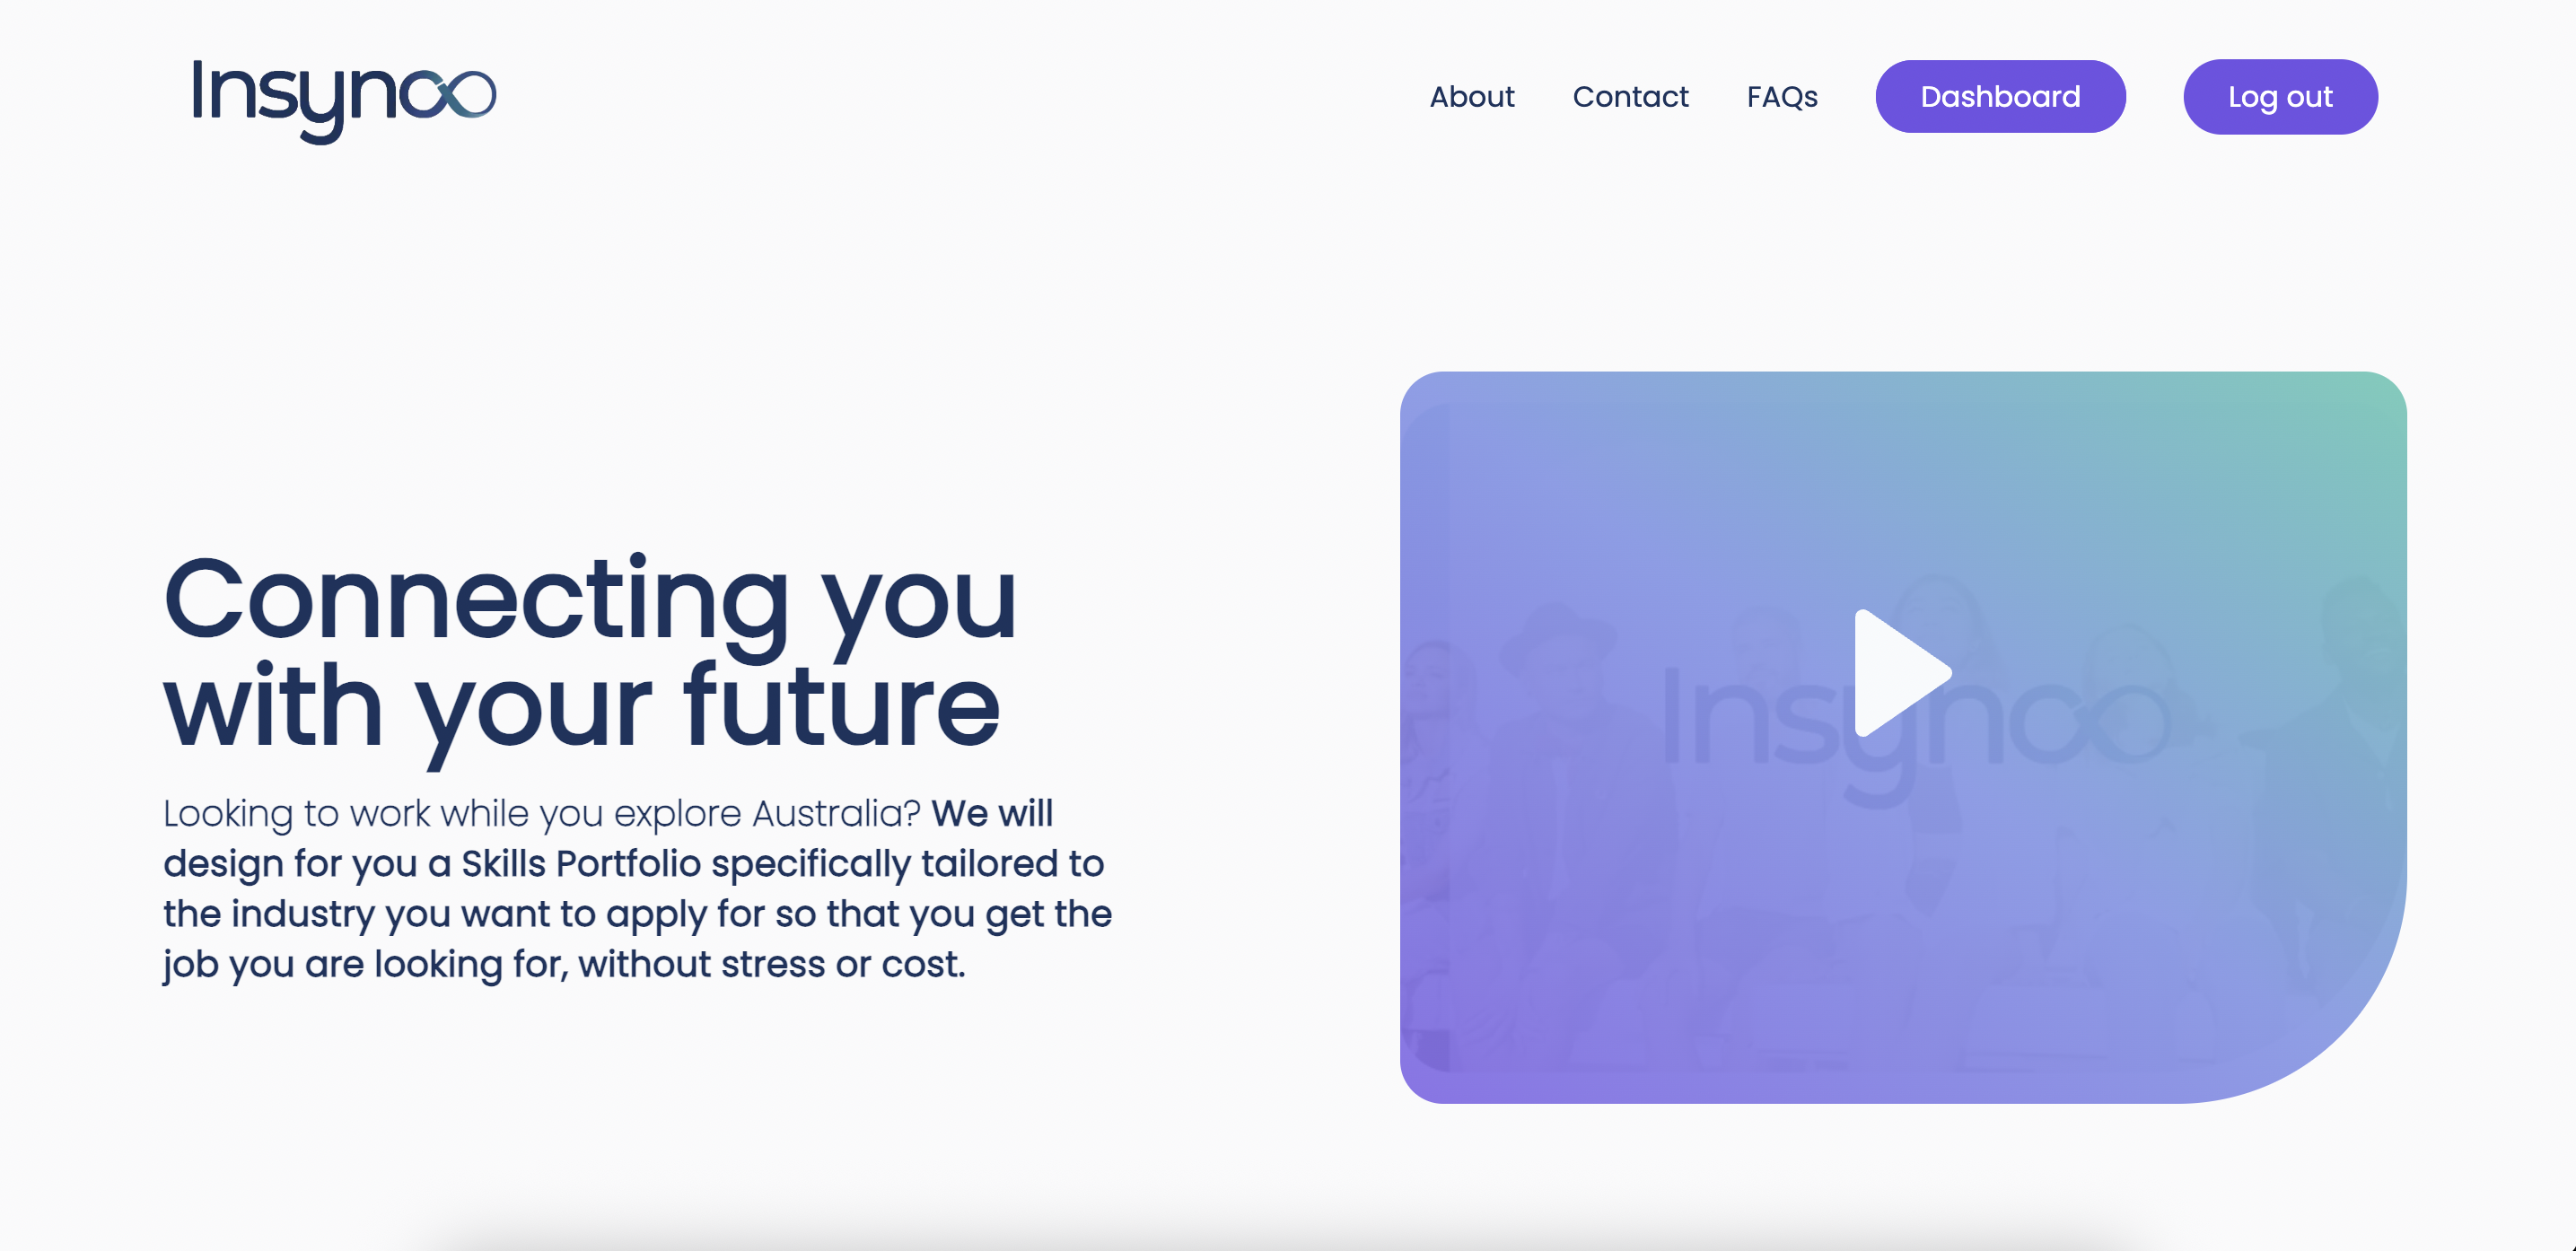 Insynco
About Contact FAQs Dashboard Log out
Connecting you
with your future
Looking to work while you explore Australia? We will
design for you a Skills Portfolio specifically tailored to
the industry you want to apply for so that you get the
job you are looking for, without stress or cost.
Insynco